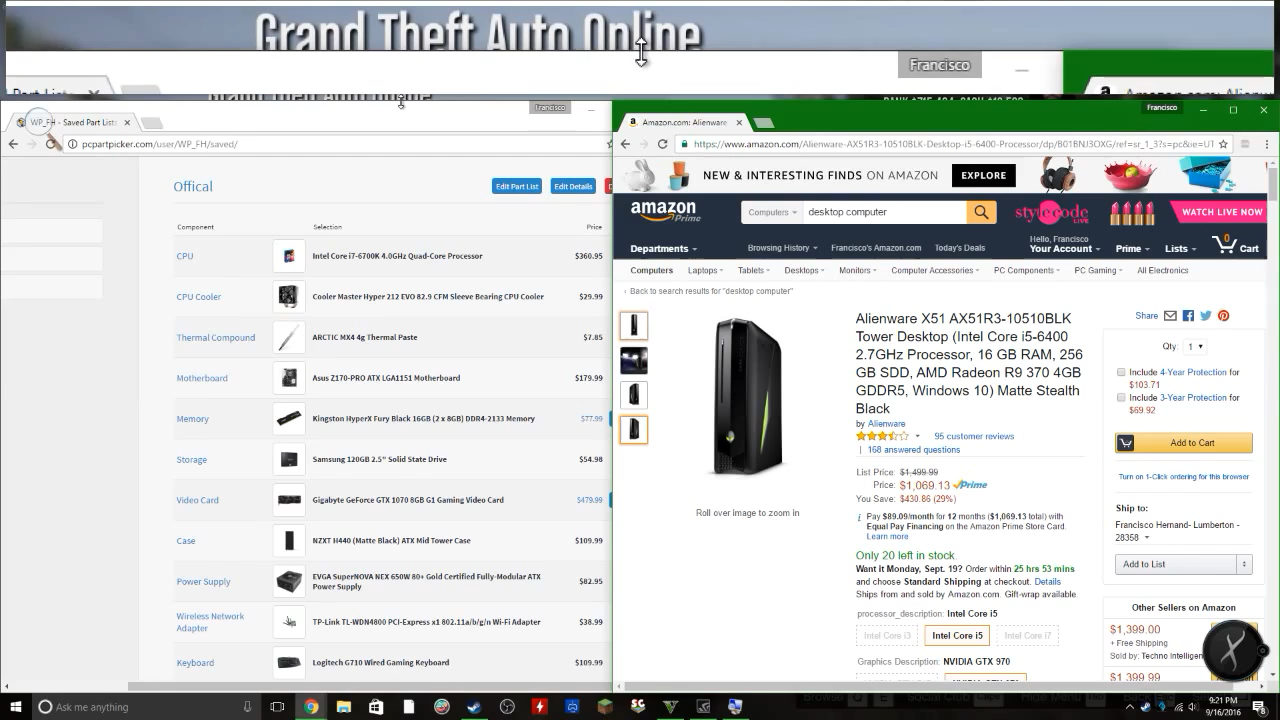 Grand Theft Auto Online
Francisco
Francisco
Francisco
WP_FH - Saved Part Lists
Amazon.com: Alienware
pcpartpicker.com/user/WP_FH/saved/
https://www.amazon.com/Alienware-AX51R3-10510BLK-Desktop-i5-6400-Processor/dp/B01BNJ3OXG/ref=sr_1_3?s=pc&ie=UT
Offical
Edit Part List
Edit Details
Component
Selection
Price
CPU
Intel Core i7-6700K 4.0GHz Quad-Core Processor
$360.95
CPU Cooler
Cooler Master Hyper 212 EVO 82.9 CFM Sleeve Bearing CPU Cooler
$29.99
Thermal Compound
ARCTIC MX4 4g Thermal Paste
$7.85
Motherboard
Asus Z170-PRO ATX LGA1151 Motherboard
$179.99
Memory
Kingston HyperX Fury Black 16GB (2 x 8GB) DDR4-2133 Memory
$77.99
Storage
Samsung 120GB 2.5" Solid State Drive
$54.98
Video Card
Gigabyte GeForce GTX 1070 8GB G1 Gaming Video Card
$479.99
Case
NZXT H440 (Matte Black) ATX Mid Tower Case
$109.99
Power Supply
EVGA SuperNOVA NEX 650W 80+ Gold Certified Fully-Modular ATX
Power Supply
$82.95
Wireless Network
Adapter
TP-Link TL-WDN4800 PCI-Express x1 802.11a/b/g/n Wi-Fi Adapter
$38.99
Keyboard
Logitech G710 Wired Gaming Keyboard
$109.99
NEW & INTERESTING FINDS ON AMAZON
EXPLORE
amazon
Prime
Computers
desktop computer
style code
LIVE
WATCH LIVE NOW
Departments
Browsing History
Francisco's Amazon.com
Today's Deals
Hello, Francisco
Your Account
Prime
Lists
0
Cart
Computers
Laptops
Tablets
Desktops
Monitors
Computer Accessories
PC Components
PC Gaming
All Electronics
‹ Back to search results for "desktop computer"
Roll over image to zoom in
Alienware X51 AX51R3-10510BLK
Tower Desktop (Intel Core i5-6400
2.7GHz Processor, 16 GB RAM, 256
GB SDD, AMD Radeon R9 370 4GB
GDDR5, Windows 10) Matte Stealth
Black
by Alienware
95 customer reviews
| 168 answered questions
List Price: $1,499.99
Price: $1,069.13 Prime
You Save: $430.86 (29%)
Pay $89.09/month for 12 months ($1,069.13 total) with
Equal Pay Financing on the Amazon Prime Store Card.
Learn more
Only 20 left in stock.
Want it Monday, Sept. 19? Order within 25 hrs 53 mins
and choose Standard Shipping at checkout. Details
Ships from and sold by Amazon.com. Gift-wrap available.
processor_description: Intel Core i5
Intel Core i3
Intel Core i5
Intel Core i7
Graphics Description: NVIDIA GTX 970
Share
Qty: 1
Include 4-Year Protection for
$103.71
Include 3-Year Protection for
$69.92
Add to Cart
Turn on 1-Click ordering for this browser
Ship to:
Francisco Hernand- Lumberton -
28358
Add to List
Other Sellers on Amazon
$1,399.00
+ Free Shipping
Sold by: Techno Intelligen
$1,399.99
Ask me anything
9:21 PM
9/16/2016